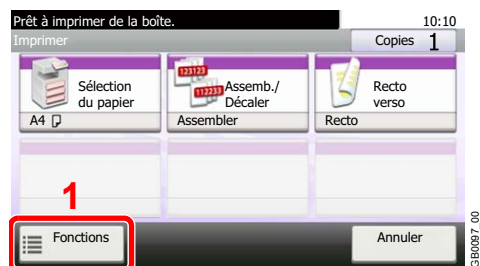 Prêt à imprimer de la boîte.
10:10
Imprimer
Copies 1
Sélection
du papier
A4
123123
112233
Assemb./
Décaler
Assembler
Recto
verso
Recto
1
Fonctions
Annuler
GB0097_00